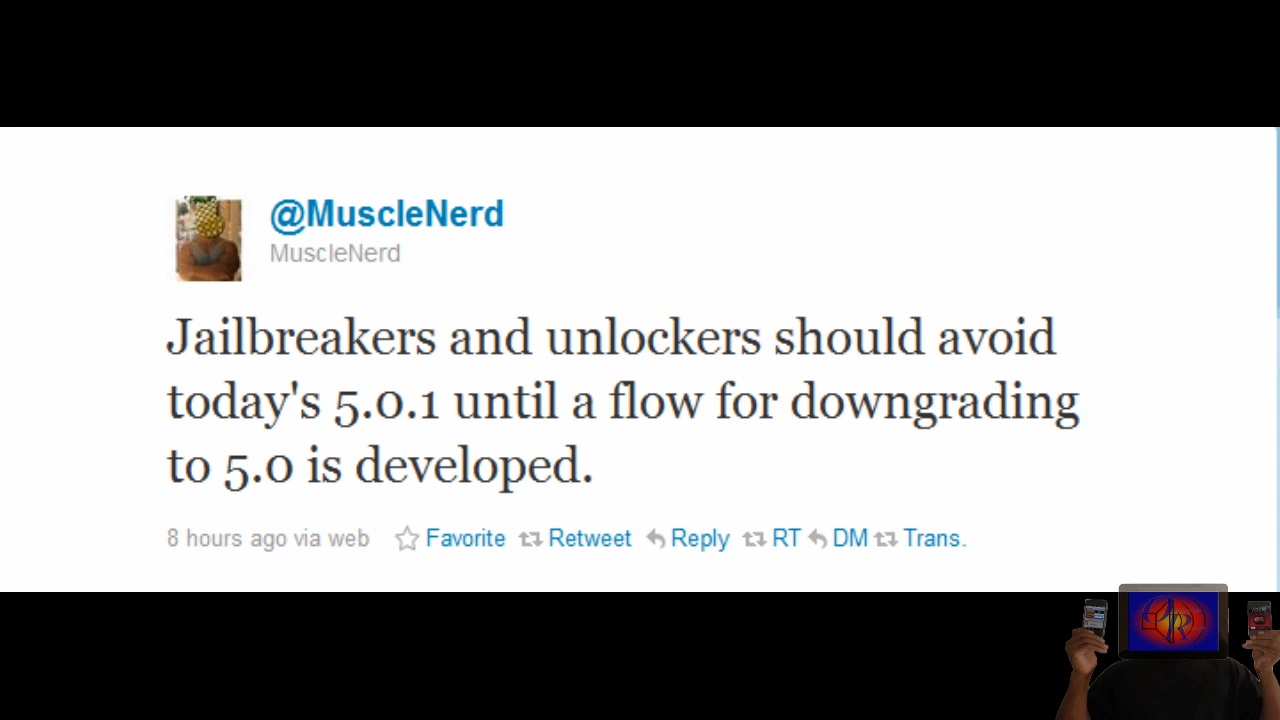 @MuscleNerd
MuscleNerd
Jailbreakers and unlockers should avoid
today's 5.0.1 until a flow for downgrading
to 5.0 is developed.
8 hours ago via web Favorite Retweet Reply RT DM Trans.